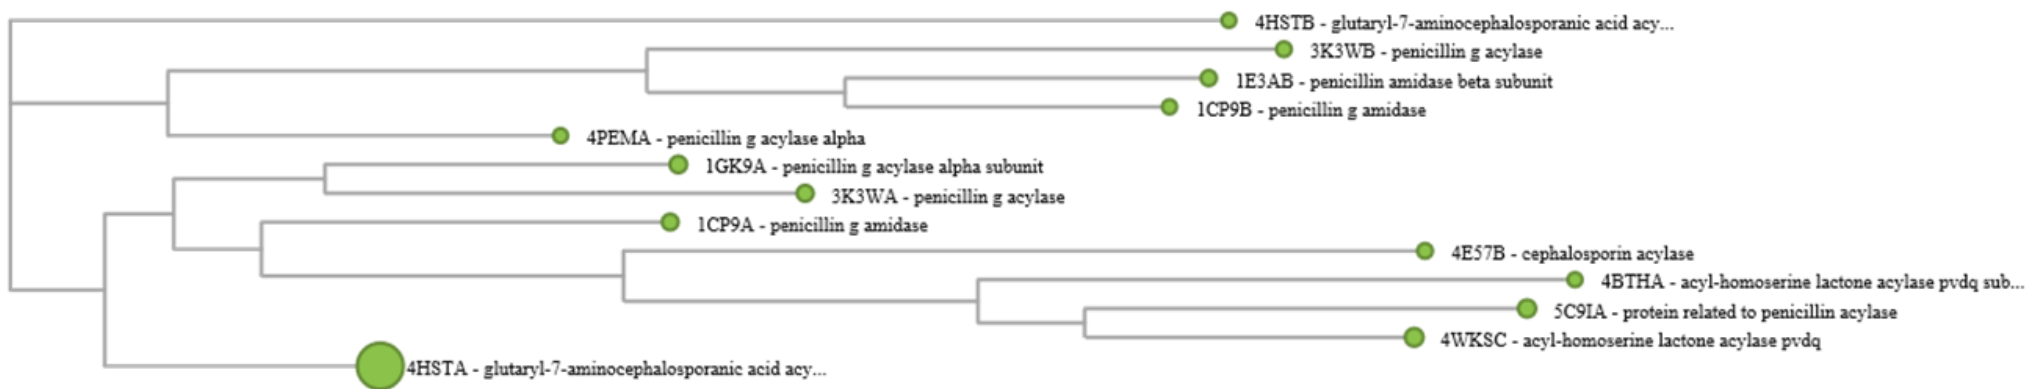 4HSTB - glutaryl-7-aminocephalosporanic acid acy...
3K3WB - penicillin g acylase
1E3AB - penicillin amidase beta subunit
1CP9B - penicillin g amidase
4PEMA - penicillin g acylase alpha
1GK9A - penicillin g acylase alpha subunit
3K3WA - penicillin g acylase
1CP9A - penicillin g amidase
4E57B - cephalosporin acylase
4BTHA - acyl-homoserine lactone acylase pvdq sub...
5C9IA - protein related to penicillin acylase
4WKSC - acyl-homoserine lactone acylase pvdq
4HSTA - glutaryl-7-aminocephalosporanic acid acy...